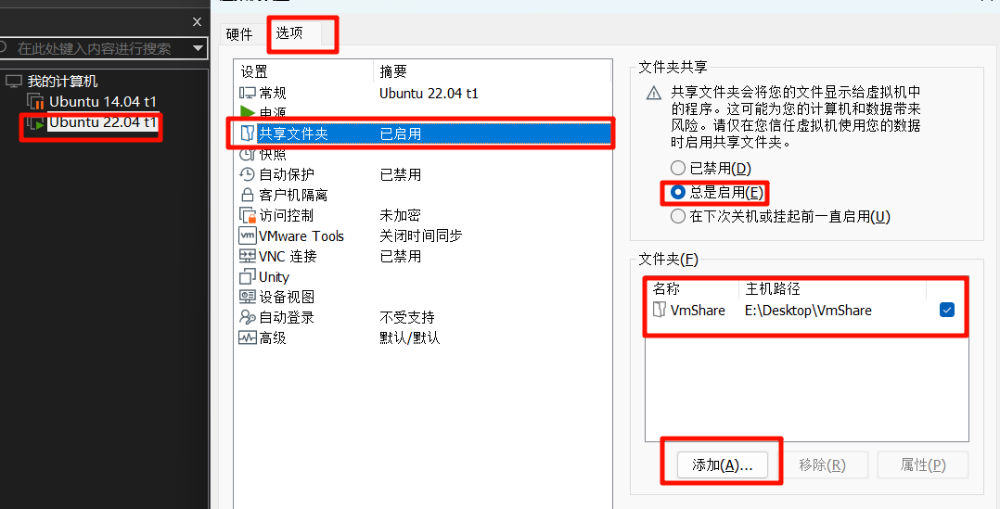 硬件
选项
在此处键入内容进行搜索
我的计算机
Ubuntu 14.04 t1
Ubuntu 22.04 t1
设置 摘要
常规 Ubuntu 22.04 t1
电源
共享文件夹 已启用
快照
自动保护 已禁用
客户机隔离
访问控制 未加密
VMware Tools 关闭时间同步
VNC 连接 已禁用
Unity
设备视图
自动登录 不受支持
高级 默认/默认
文件夹共享
共享文件夹会将您的文件显示给虚拟机中
的程序。这可能为您的计算机和数据带来
风险。请仅在您信任虚拟机使用您的数据
时启用共享文件夹。
已禁用(D)
总是启用(E)
在下次关机或挂起前一直启用(U)
文件夹(F)
名称 主机路径
VmShare E:\Desktop\VmShare
添加(A)... 移除(R) 属性(P)